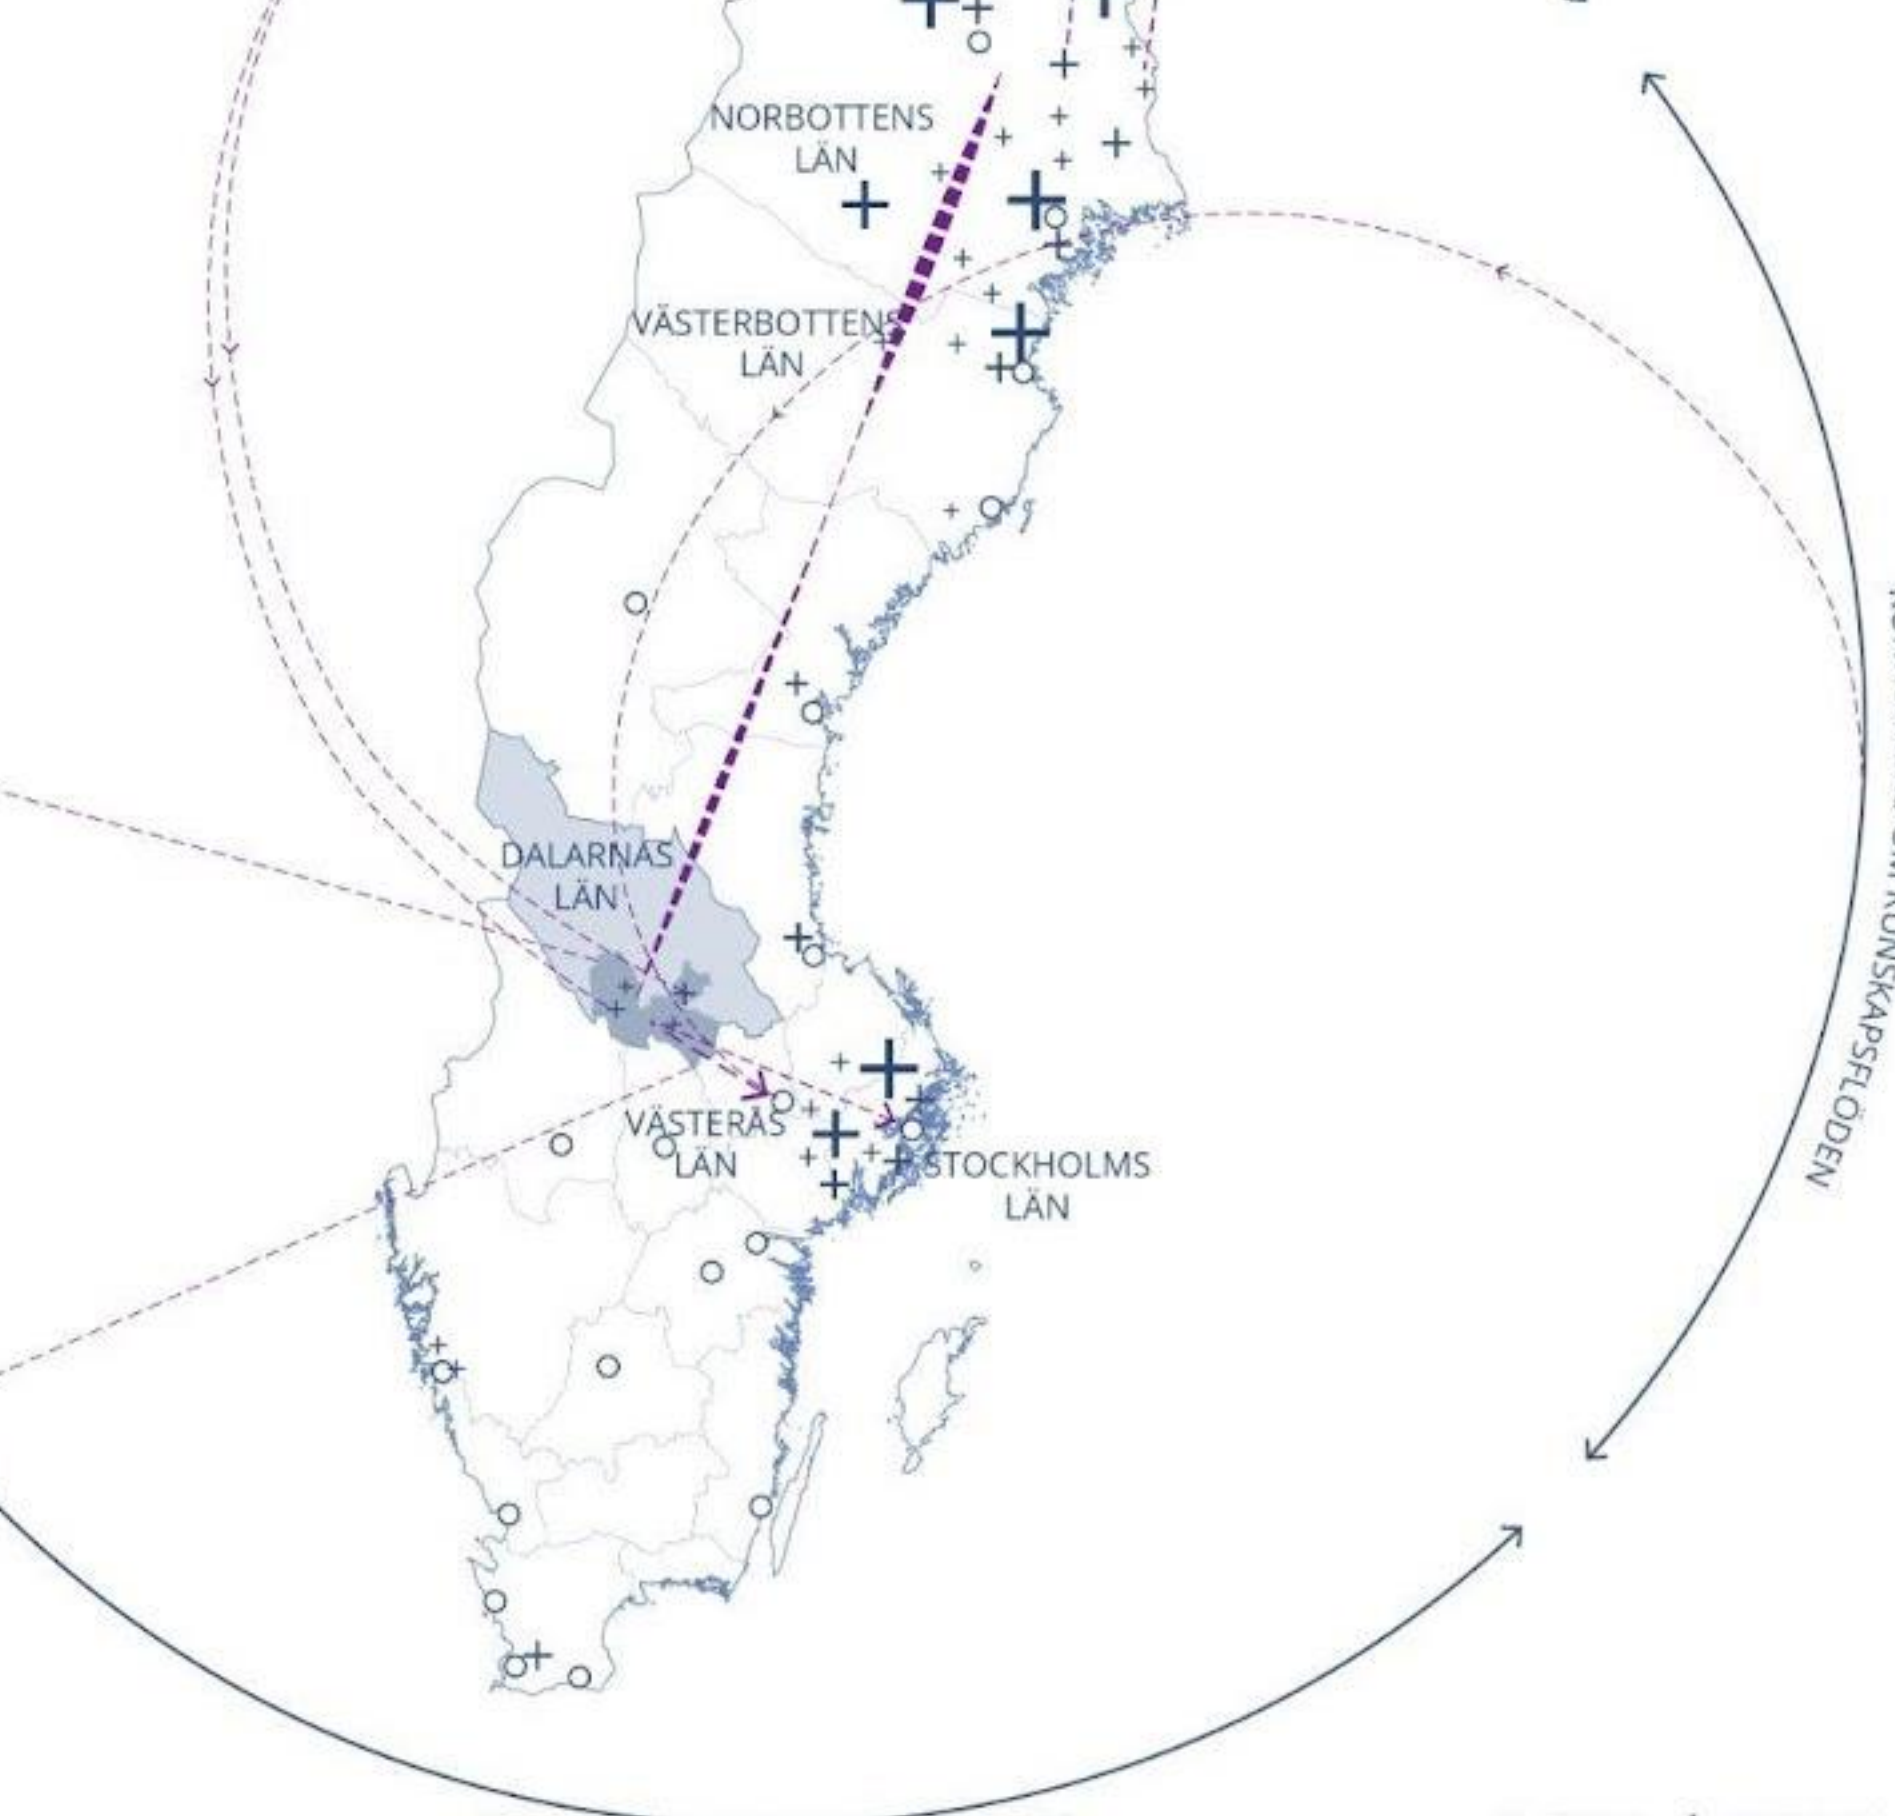 NORBOTTENS
LÄN
VÄSTERBOTTENS
LÄN
DALARNAS
LÄN
VÄSTERÅS
LÄN
STOCKHOLMS
LÄN
KUNSKAPSFLÖDEN